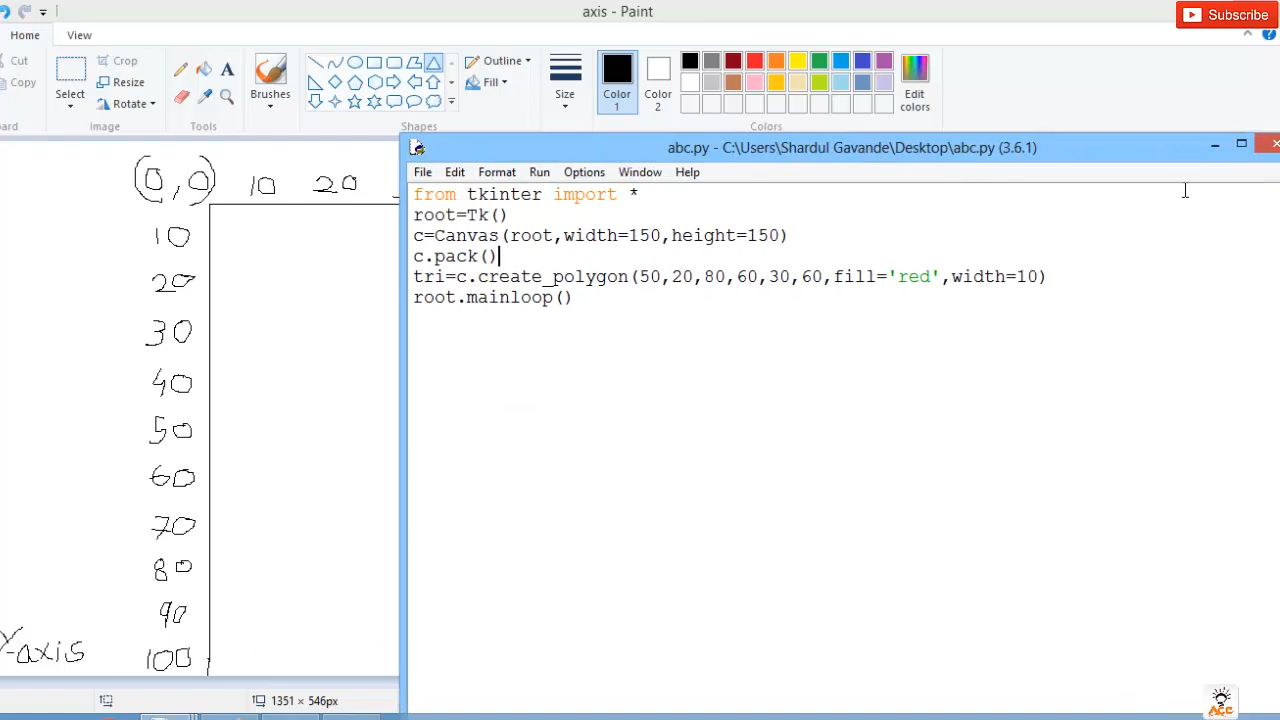 axis - Paint
Subscribe
Home View
Cut
Copy
Select
Crop
Resize
Rotate
Brushes
Outline
Fill
Size
Color 1
Color 2
Edit colors
ard Image Tools Shapes Colors
abc.py - C:\Users\Shardul Gavande\Desktop\abc.py (3.6.1)
File Edit Format Run Options Window Help
from tkinter import *
root=Tk()
c=Canvas(root,width=150,height=150)
c.pack()
tri=c.create_polygon(50,20,80,60,30,60,fill='red',width=10)
root.mainloop()
(0,0) 10 20
10
20
30
40
50
60
70
80
90
Y-axis 100
1351 × 546px
ACC